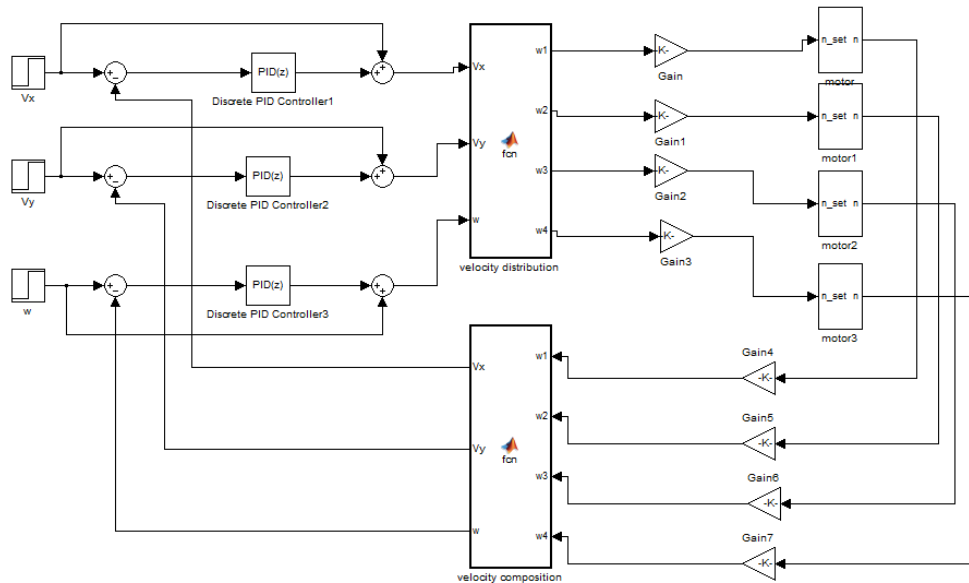 Vx
+
−
PID(z)
Discrete PID Controller1
+
+
Vy
+
−
PID(z)
Discrete PID Controller2
+
+
w
+
−
PID(z)
Discrete PID Controller3
+
+
Vx
Vy
w
fcn
w1
w2
w3
w4
velocity distribution
-K-
Gain
-K-
Gain1
-K-
Gain2
-K-
Gain3
n_set n
motor
n_set n
motor1
n_set n
motor2
n_set n
motor3
Vx
Vy
w
fcn
w1
w2
w3
w4
velocity composition
Gain4
-K-
Gain5
-K-
Gain6
-K-
Gain7
-K-